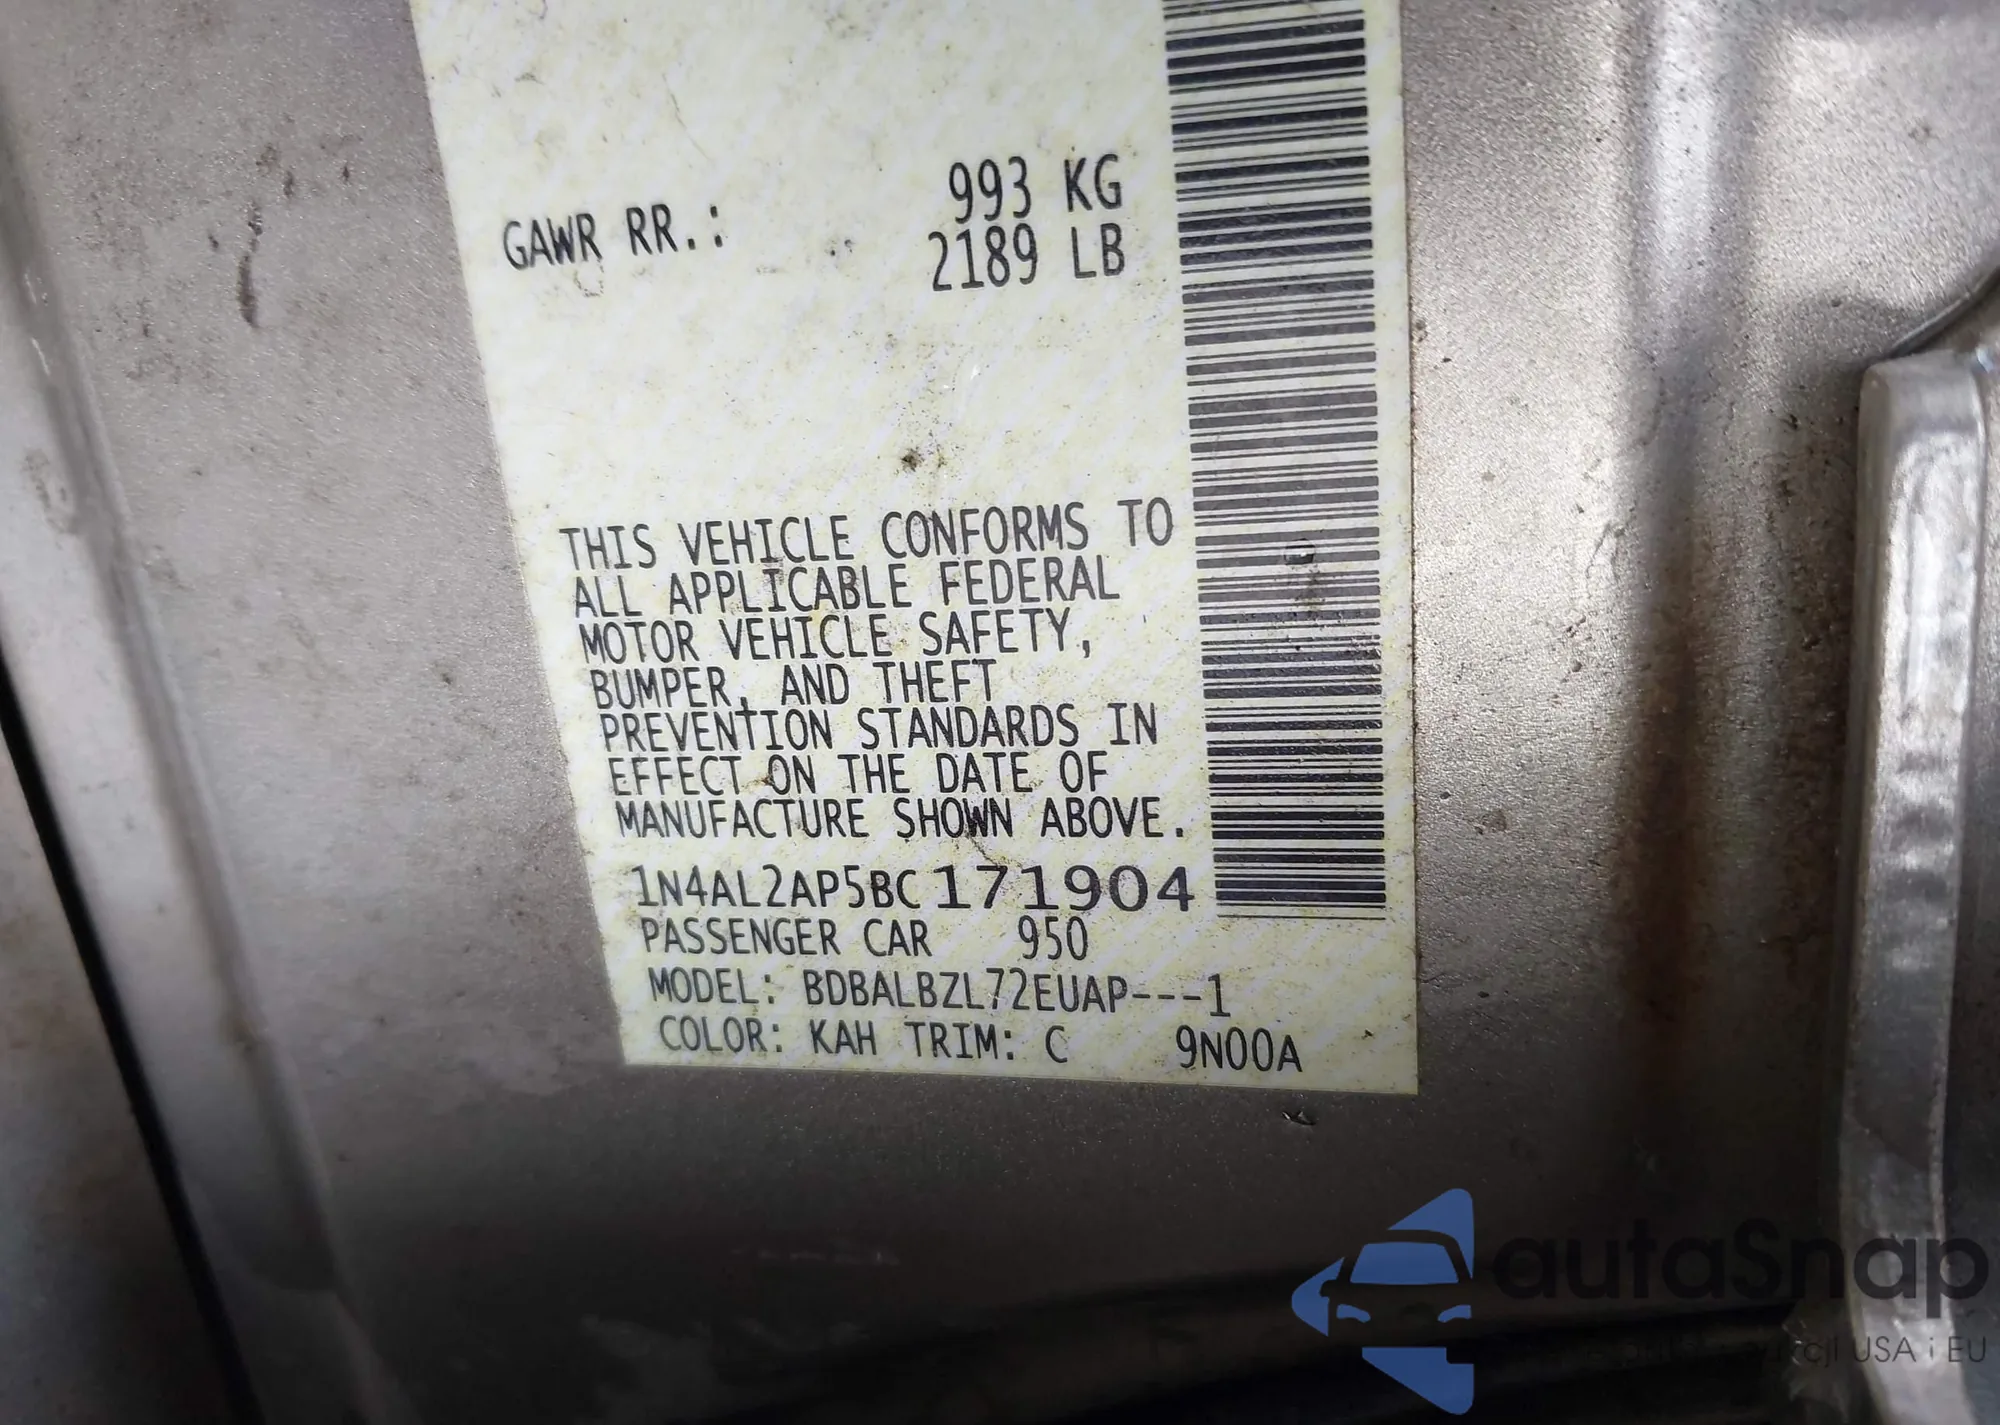 993 KG
GAWR RR.: 2189 LB
THIS VEHICLE CONFORMS TO
ALL APPLICABLE FEDERAL
MOTOR VEHICLE SAFETY,
BUMPER, AND THEFT
PREVENTION STANDARDS IN
EFFECT ON THE DATE OF
MANUFACTURE SHOWN ABOVE.
1N4AL2AP5BC171904
PASSENGER CAR 950
MODEL: BDBALBZL72EUAP---1
COLOR: KAH TRIM: C 9N00A
autaSnap
USA i EU